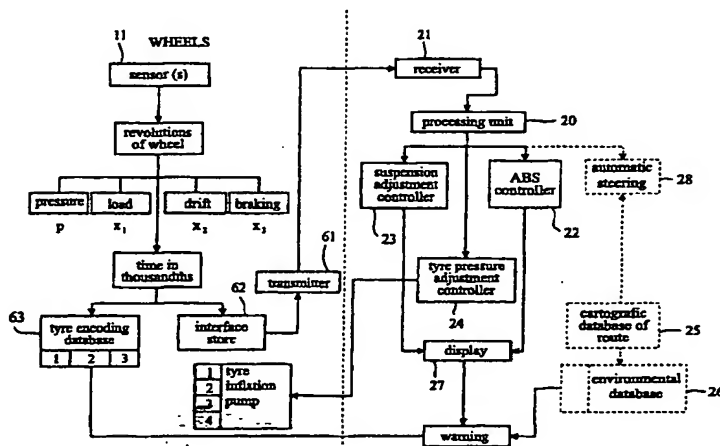 11
WHEELS
sensor (s)
revolutions
of wheel
pressure
load
drift
braking
p
x1
x2
x3
time in
thousandths
63
tyre encoding
database
1
2
3
62
interface
store
61
transmitter
1
2
3
4
tyre
inflation
pump
21
receiver
processing unit
20
suspension
adjustment
controller
23
ABS
controller
22
automatic
steering
28
tyre pressure
adjustment
controller
24
cartografic
database of
route
25
display
27
environmental
database
26
warning